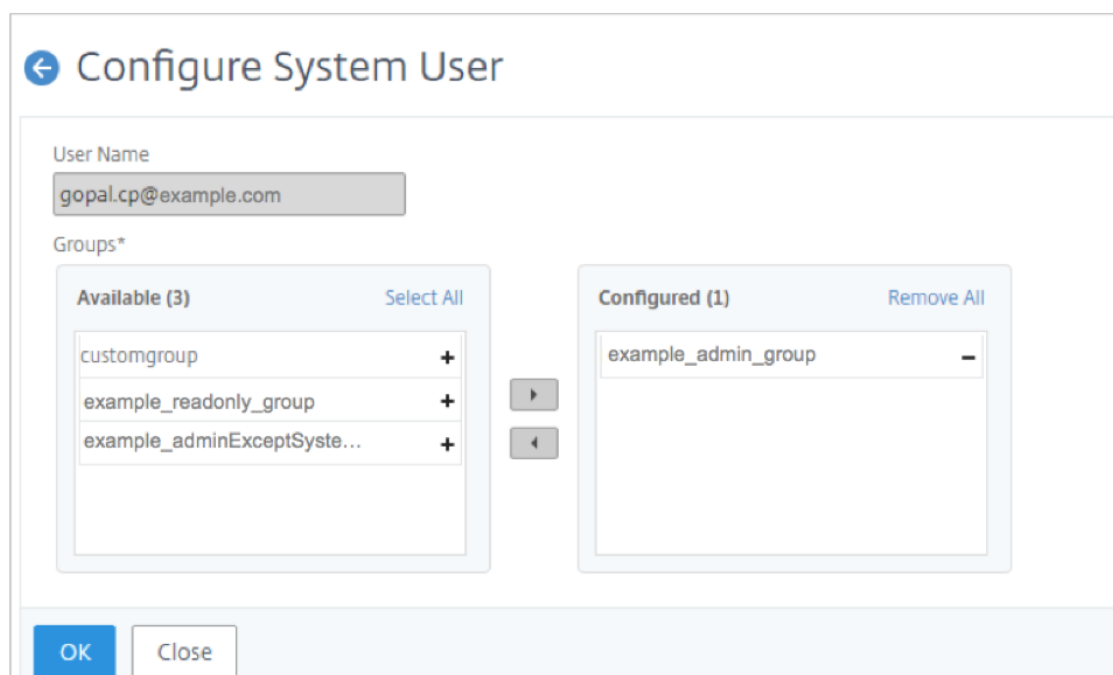 Configure System User
User Name
gopal.cp@example.com
Groups*
Available (3) Select All
customgroup +
example_readonly_group +
example_adminExceptSyste... +
Configured (1) Remove All
example_admin_group −
OK Close